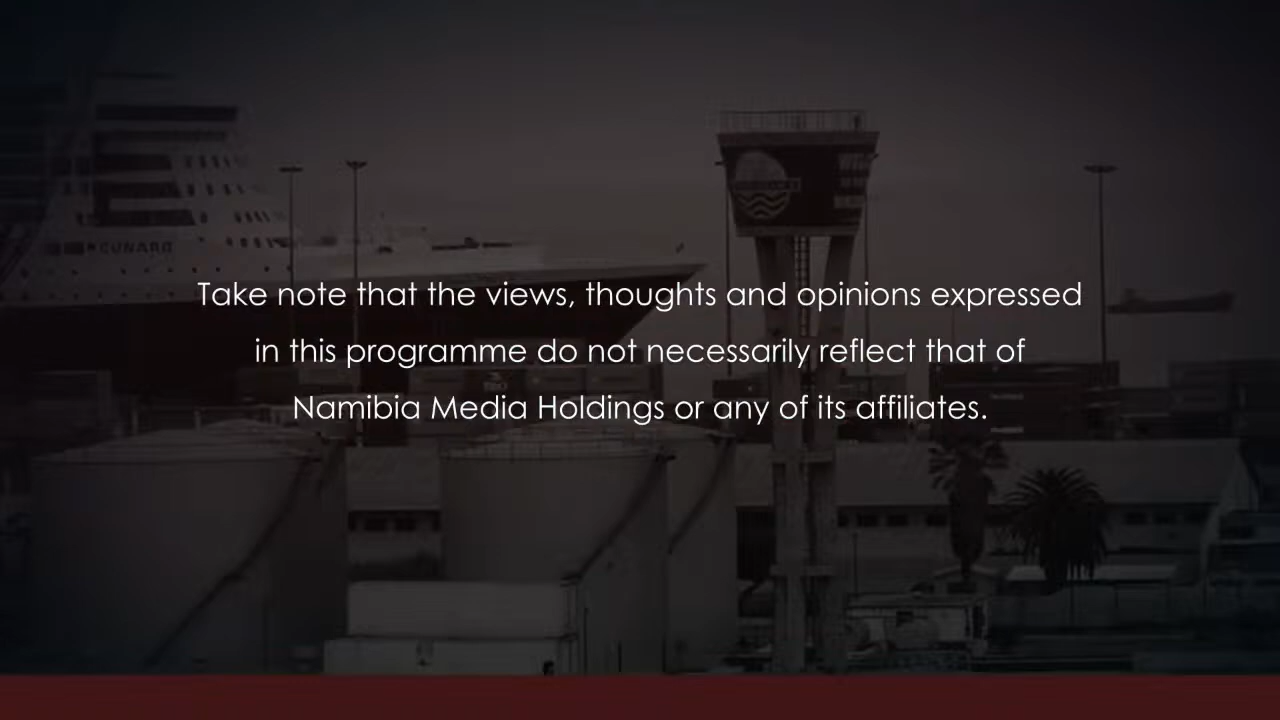 CUNARD
Take note that the views, thoughts and opinions expressed
in this programme do not necessarily reflect that of
Namibia Media Holdings or any of its affiliates.